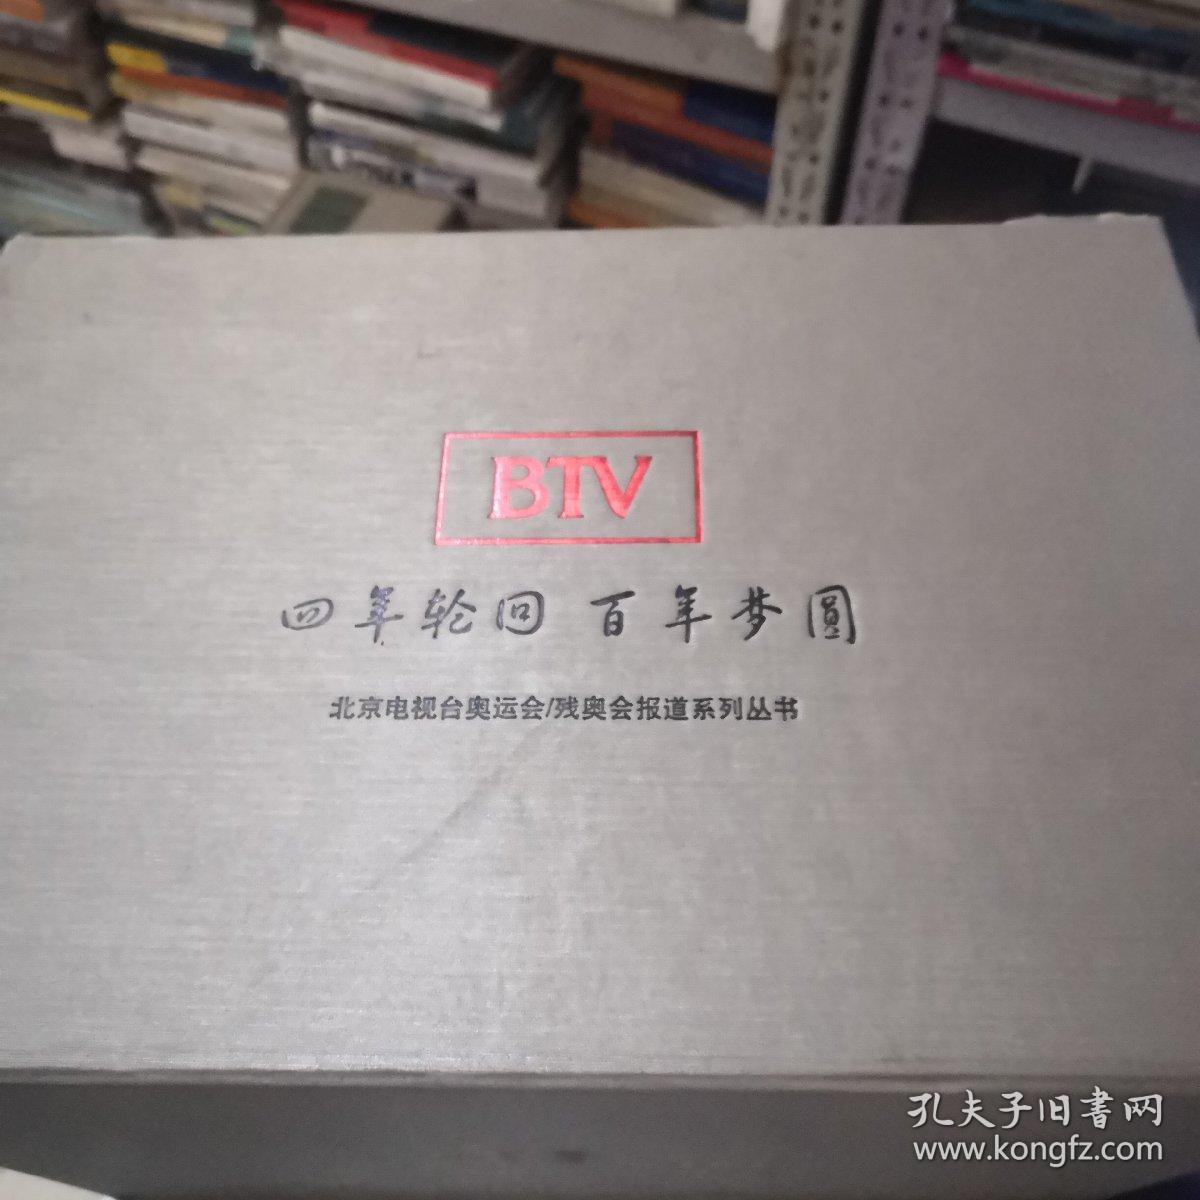 BTV
四年轮回 百年梦圆
北京电视台奥运会/残奥会报道系列丛书
孔夫子旧書网
www.kongfz.com